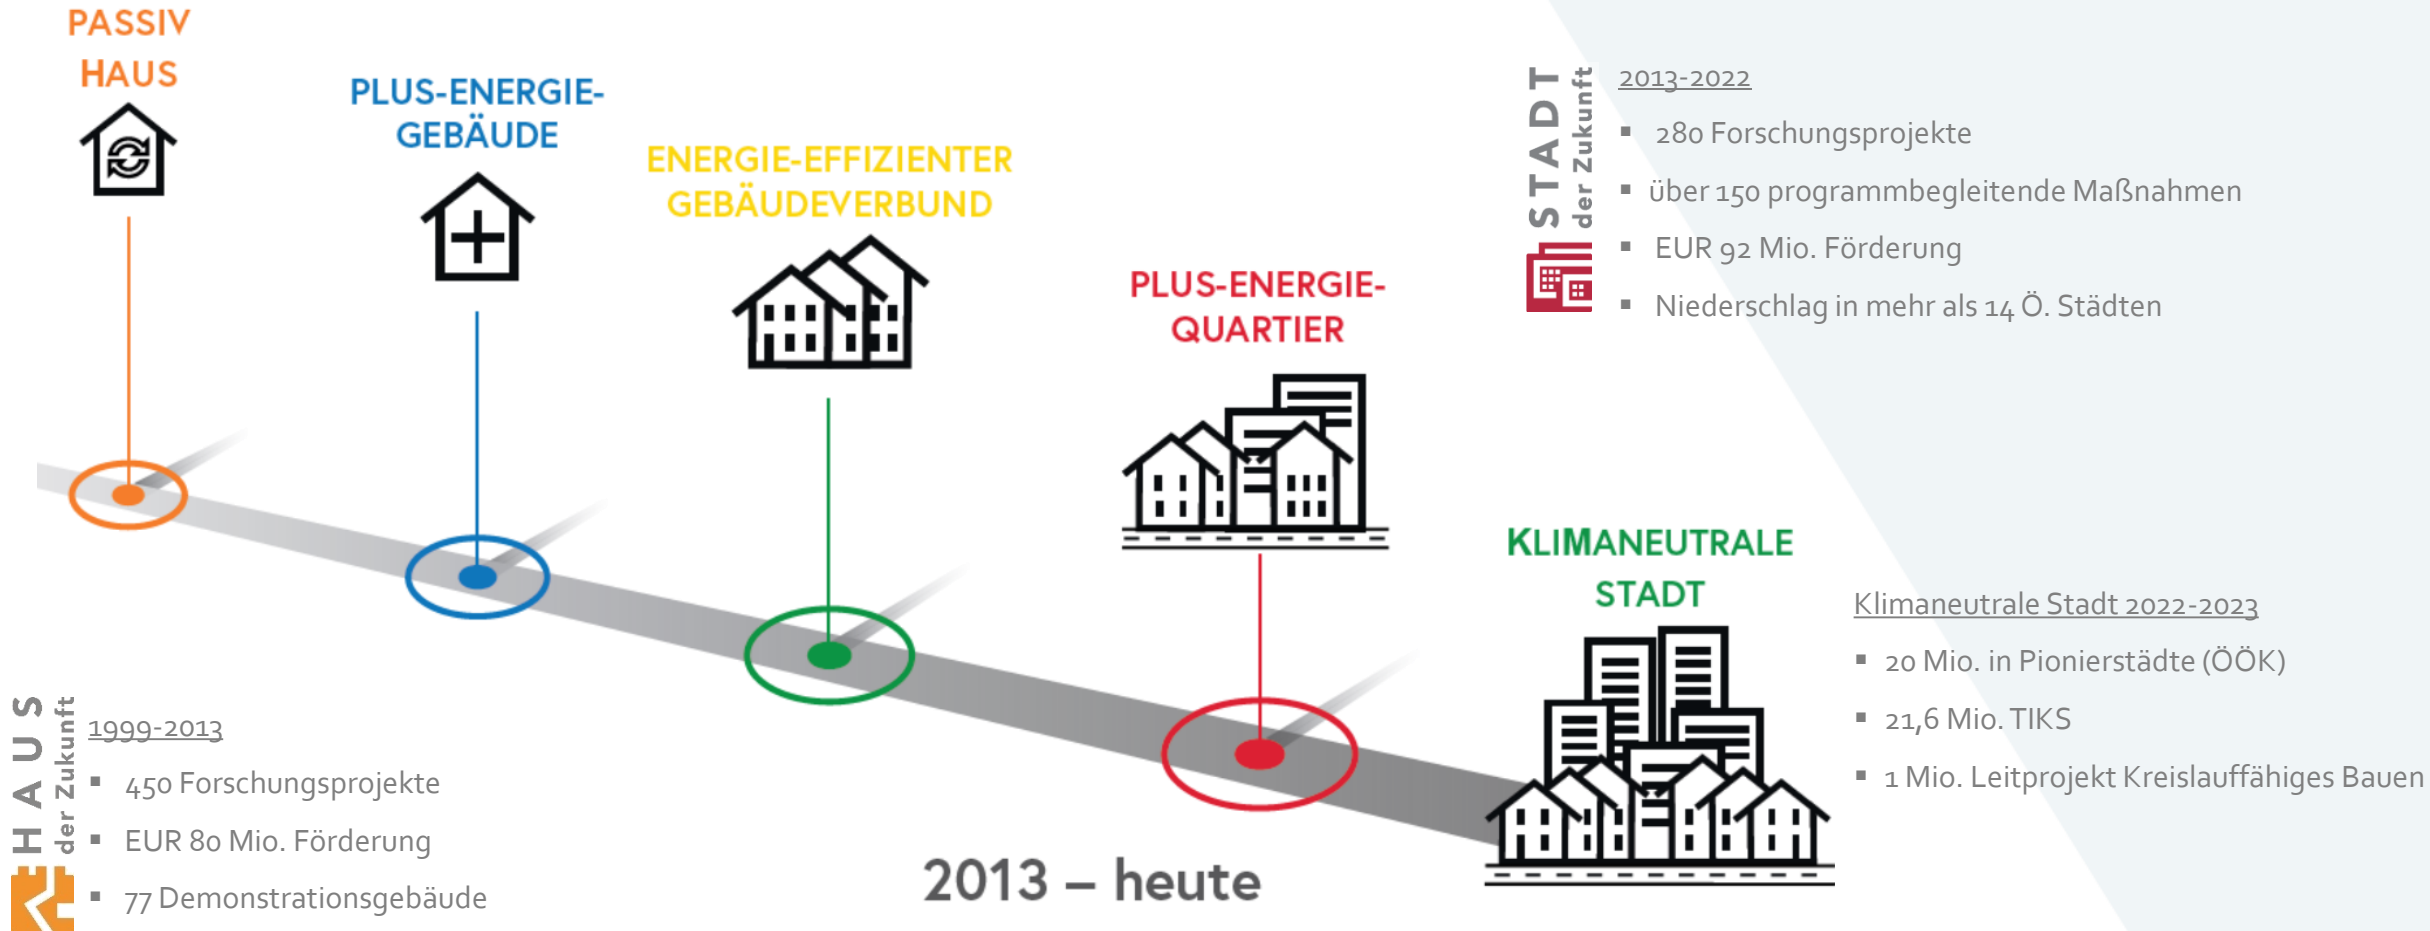 PASSIV
HAUS
PLUS-ENERGIE-
GEBÄUDE
ENERGIE-EFFIZIENTER
GEBÄUDEVERBUND
PLUS-ENERGIE-
QUARTIER
KLIMANEUTRALE
STADT
STADT
der Zukunft
2013-2022
▪ 280 Forschungsprojekte
▪ über 150 programmbegleitende Maßnahmen
▪ EUR 92 Mio. Förderung
▪ Niederschlag in mehr als 14 Ö. Städten
Klimaneutrale Stadt 2022-2023
▪ 20 Mio. in Pionierstädte (ÖÖK)
▪ 21,6 Mio. TIKS
▪ 1 Mio. Leitprojekt Kreislauffähiges Bauen
HAUS
der Zukunft
1999-2013
▪ 450 Forschungsprojekte
▪ EUR 80 Mio. Förderung
▪ 77 Demonstrationsgebäude
2013 – heute